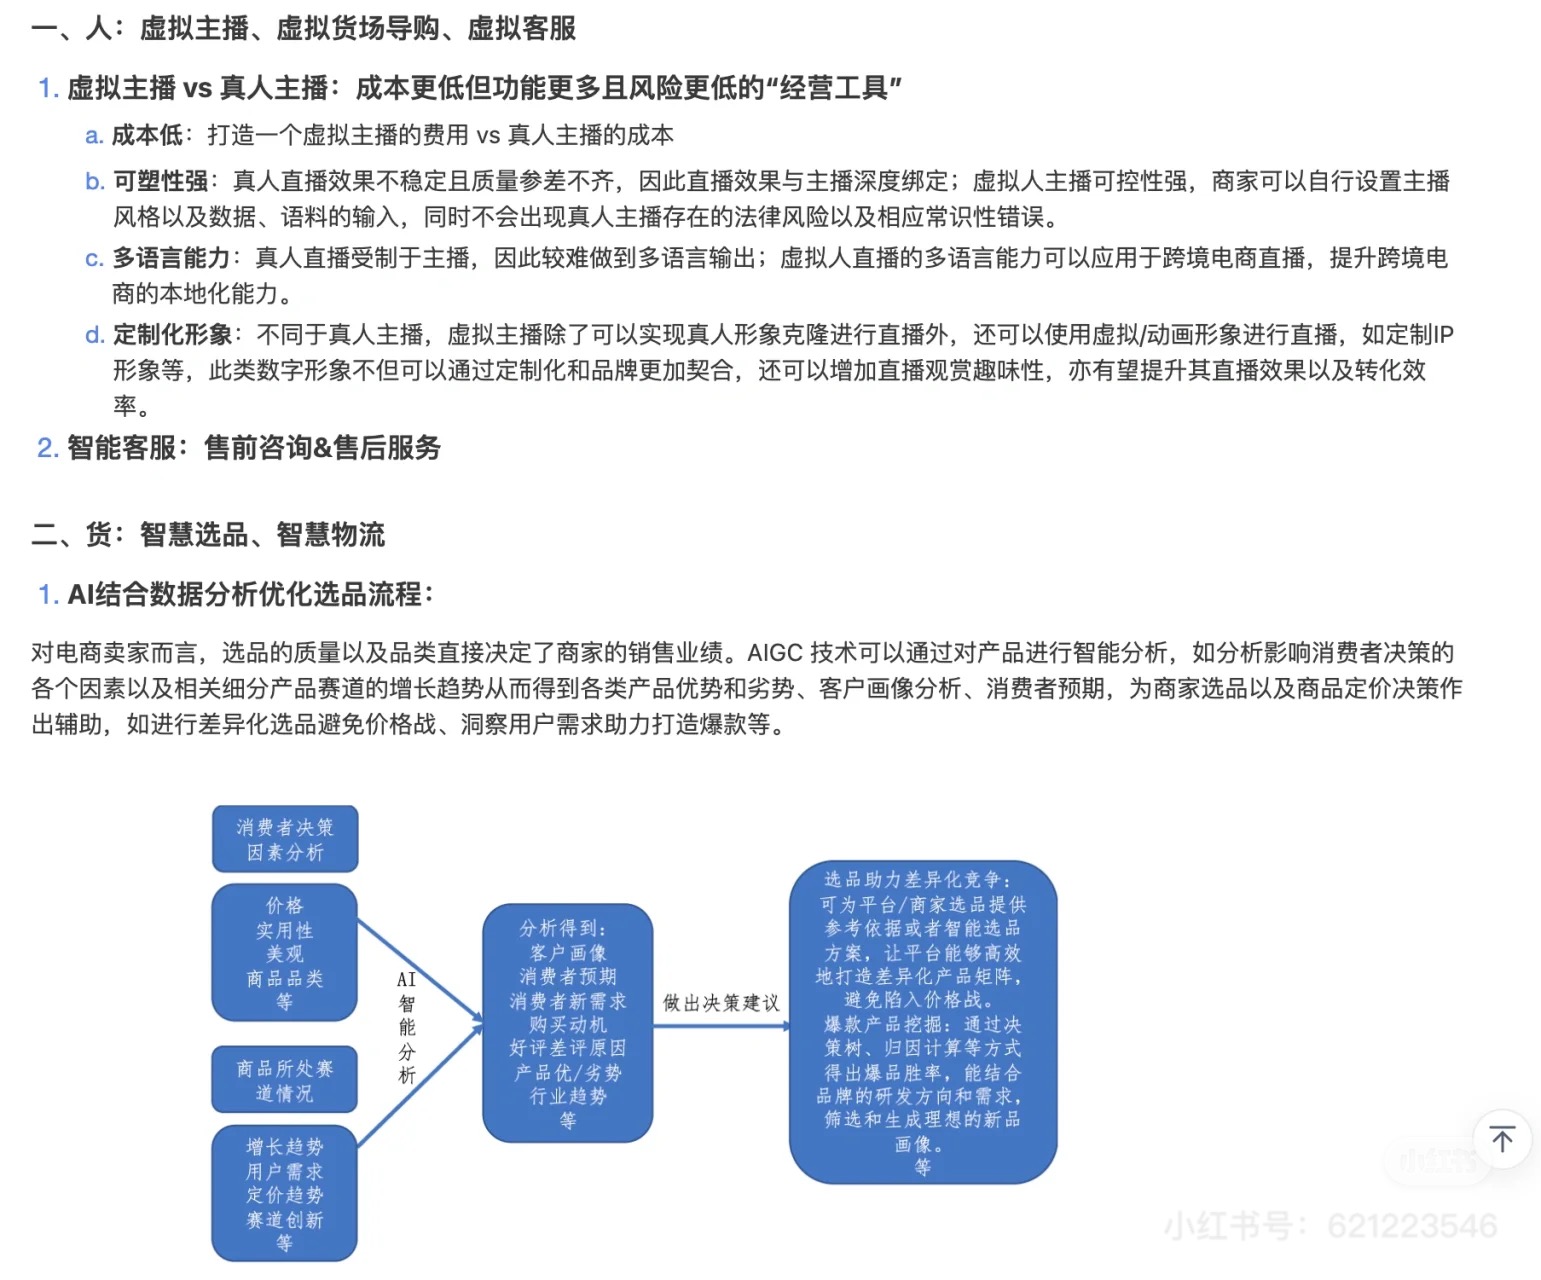 一、人：虚拟主播、虚拟货场导购、虚拟客服
1. 虚拟主播 vs 真人主播：成本更低但功能更多且风险更低的“经营工具”
a. 成本低：打造一个虚拟主播的费用 vs 真人主播的成本
b. 可塑性强：真人直播效果不稳定且质量参差不齐，因此直播效果与主播深度绑定；虚拟人主播可控性强，商家可以自行设置主播
风格以及数据、语料的输入，同时不会出现真人主播存在的法律风险以及相应常识性错误。
c. 多语言能力：真人直播受制于主播，因此较难做到多语言输出；虚拟人直播的多语言能力可以应用于跨境电商直播，提升跨境电
商的本地化能力。
d. 定制化形象：不同于真人主播，虚拟主播除了可以实现真人形象克隆进行直播外，还可以使用虚拟/动画形象进行直播，如定制IP
形象等，此类数字形象不但可以通过定制化和品牌更加契合，还可以增加直播观赏趣味性，亦有望提升其直播效果以及转化效
率。
2. 智能客服：售前咨询&售后服务
二、货：智慧选品、智慧物流
1. AI结合数据分析优化选品流程：
对电商卖家而言，选品的质量以及品类直接决定了商家的销售业绩。AIGC 技术可以通过对产品进行智能分析，如分析影响消费者决策的
各个因素以及相关细分产品赛道的增长趋势从而得到各类产品优势和劣势、客户画像分析、消费者预期，为商家选品以及商品定价决策作
出辅助，如进行差异化选品避免价格战、洞察用户需求助力打造爆款等。
消费者决策
因素分析
价格
实用性
美观
商品品类
等
商品所处赛
道情况
增长趋势
用户需求
定价趋势
赛道创新
等
AI
智
能
分
析
分析得到：
客户画像
消费者预期
消费者新需求
购买动机
好评差评原因
产品优/劣势
行业趋势
等
做出决策建议
选品助力差异化竞争：
可为平台/商家选品提供
参考依据或者智能选品
方案，让平台能够高效
地打造差异化产品矩阵，
避免陷入价格战。
爆款产品挖掘：通过决
策树、归因计算等方式
得出爆品胜率，能结合
品牌的研发方向和需求，
筛选和生成理想的新品
画像。
等
小红书
小红书号：621223546